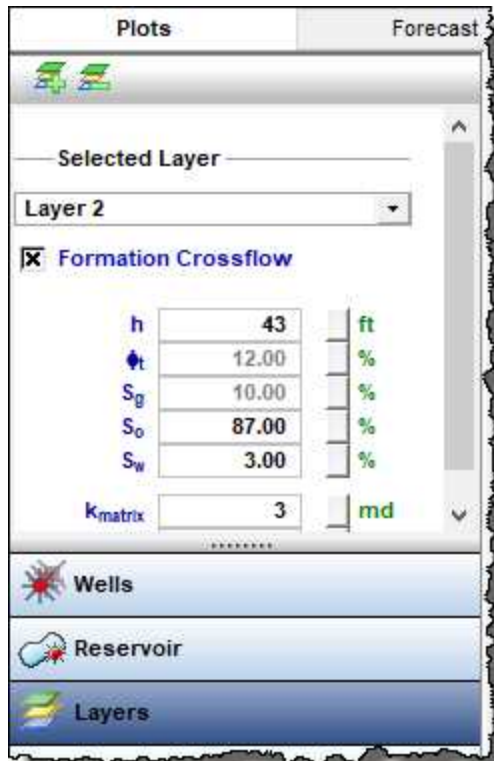 Plots Forecast
Selected Layer
Layer 2
Formation Crossflow
h 43 ft
ϕt 12.00 %
Sg 10.00 %
So 87.00 %
Sw 3.00 %
kmatrix 3 md
Wells
Reservoir
Layers